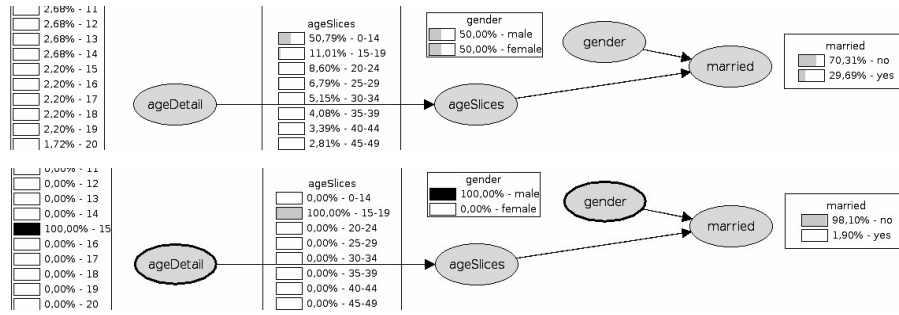 2,68% - 11
2,68% - 12
2,68% - 13
2,68% - 14
2,20% - 15
2,20% - 16
2,20% - 17
2,20% - 18
2,20% - 19
1,72% - 20
ageDetail
ageSlices
50,79% - 0-14
11,01% - 15-19
8,60% - 20-24
6,79% - 25-29
5,15% - 30-34
4,08% - 35-39
3,39% - 40-44
2,81% - 45-49
gender
50,00% - male
50,00% - female
gender
ageSlices
married
married
70,31% - no
29,69% - yes
0,00% - 11
0,00% - 12
0,00% - 13
0,00% - 14
100,00% - 15
0,00% - 16
0,00% - 17
0,00% - 18
0,00% - 19
0,00% - 20
ageDetail
ageSlices
0,00% - 0-14
100,00% - 15-19
0,00% - 20-24
0,00% - 25-29
0,00% - 30-34
0,00% - 35-39
0,00% - 40-44
0,00% - 45-49
gender
100,00% - male
0,00% - female
gender
ageSlices
married
married
98,10% - no
1,90% - yes